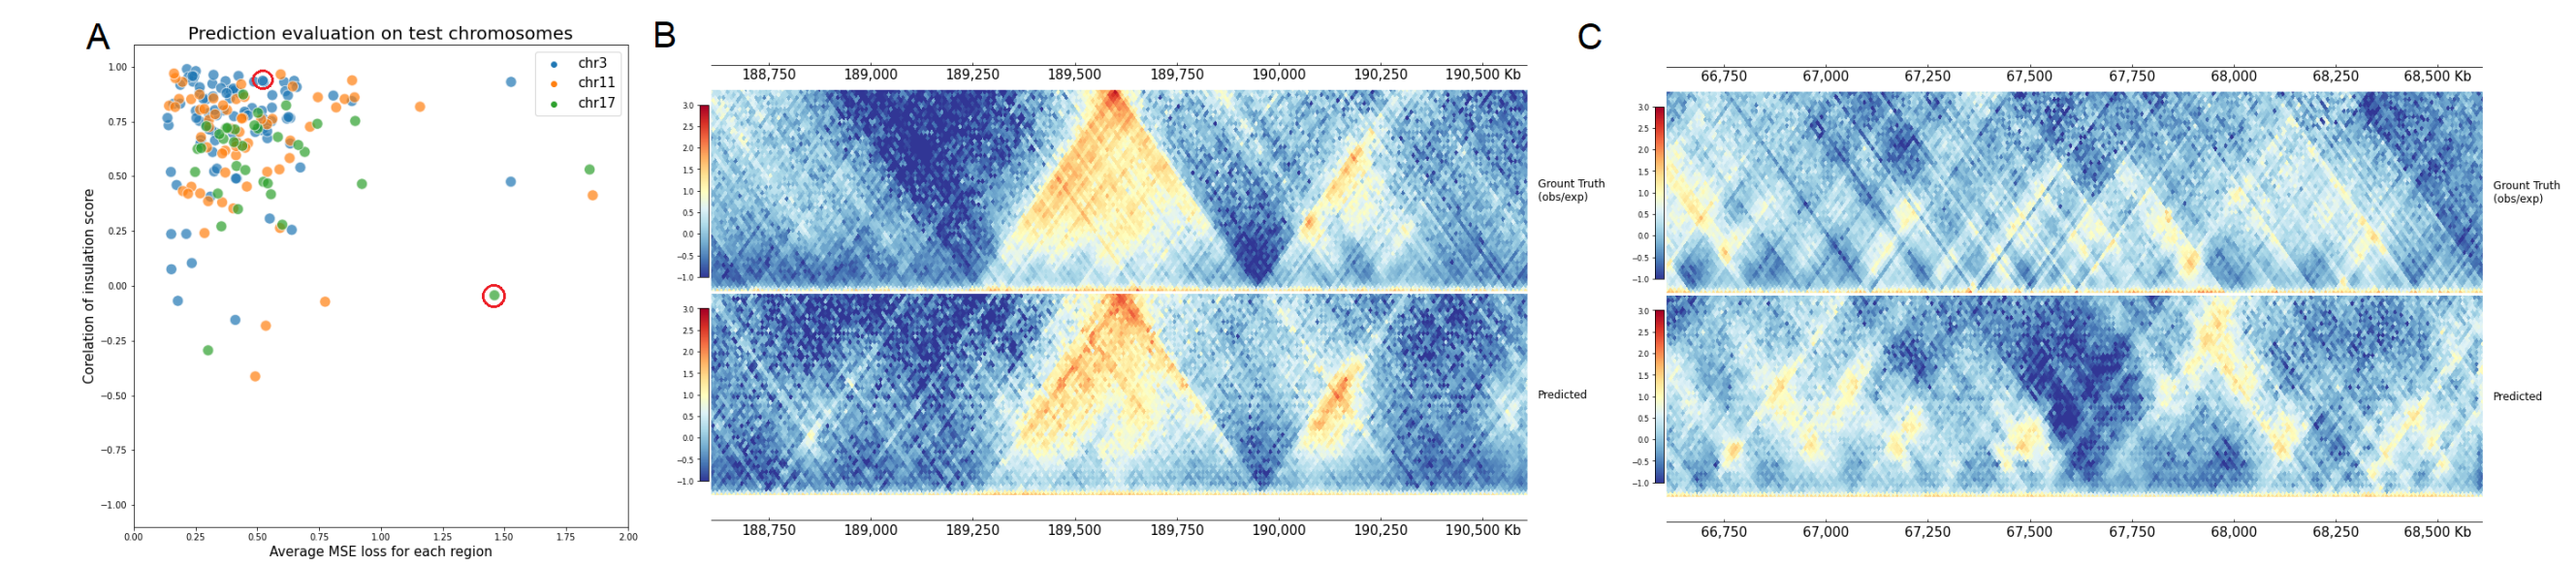 A
Prediction evaluation on test chromosomes
Corelation of insulation score
1.00
0.75
0.50
0.25
0.00
−0.25
−0.50
−0.75
−1.00
chr3
chr11
chr17
0.00 0.25 0.50 0.75 1.00 1.25 1.50 1.75 2.00
Average MSE loss for each region
B
188,750 189,000 189,250 189,500 189,750 190,000 190,250 190,500 Kb
3.0
2.5
2.0
1.5
1.0
0.5
0.0
−0.5
−1.0
Grount Truth
(obs/exp)
3.0
2.5
2.0
1.5
1.0
0.5
0.0
−0.5
−1.0
Predicted
188,750 189,000 189,250 189,500 189,750 190,000 190,250 190,500 Kb
C
66,750 67,000 67,250 67,500 67,750 68,000 68,250 68,500 Kb
3.0
2.5
2.0
1.5
1.0
0.5
0.0
−0.5
−1.0
Grount Truth
(obs/exp)
3.0
2.5
2.0
1.5
1.0
0.5
0.0
−0.5
−1.0
Predicted
66,750 67,000 67,250 67,500 67,750 68,000 68,250 68,500 Kb